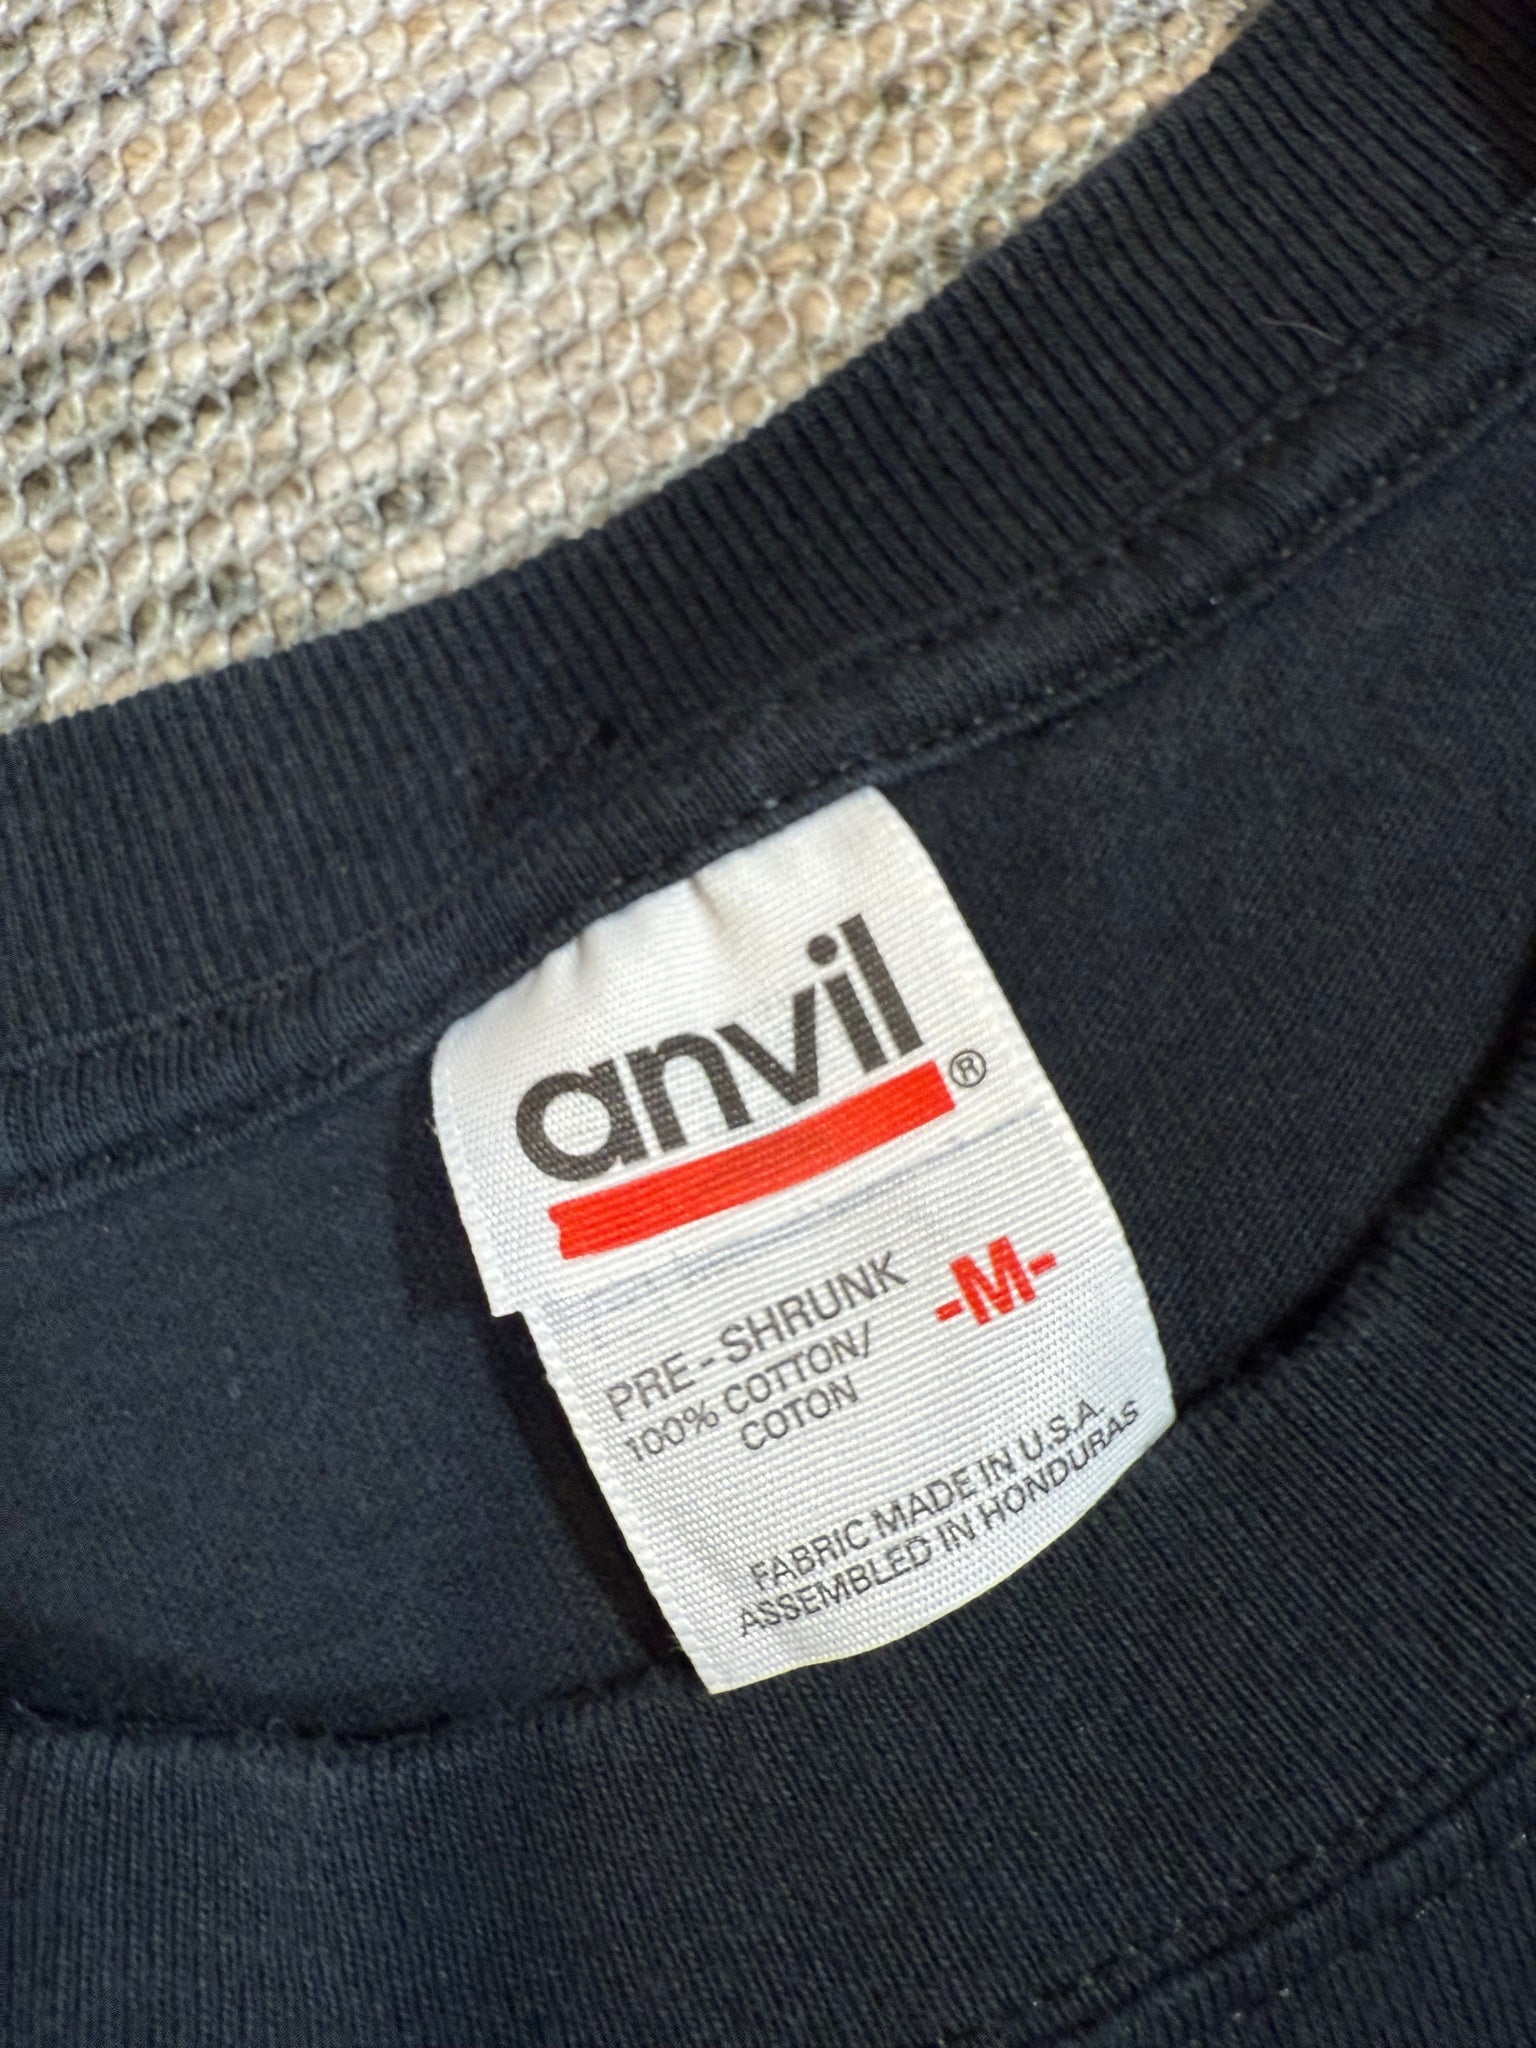 anvil®
PRE-SHRUNK
100% COTTON/
COTON
-M-
FABRIC MADE IN U.S.A.
ASSEMBLED IN HONDURAS